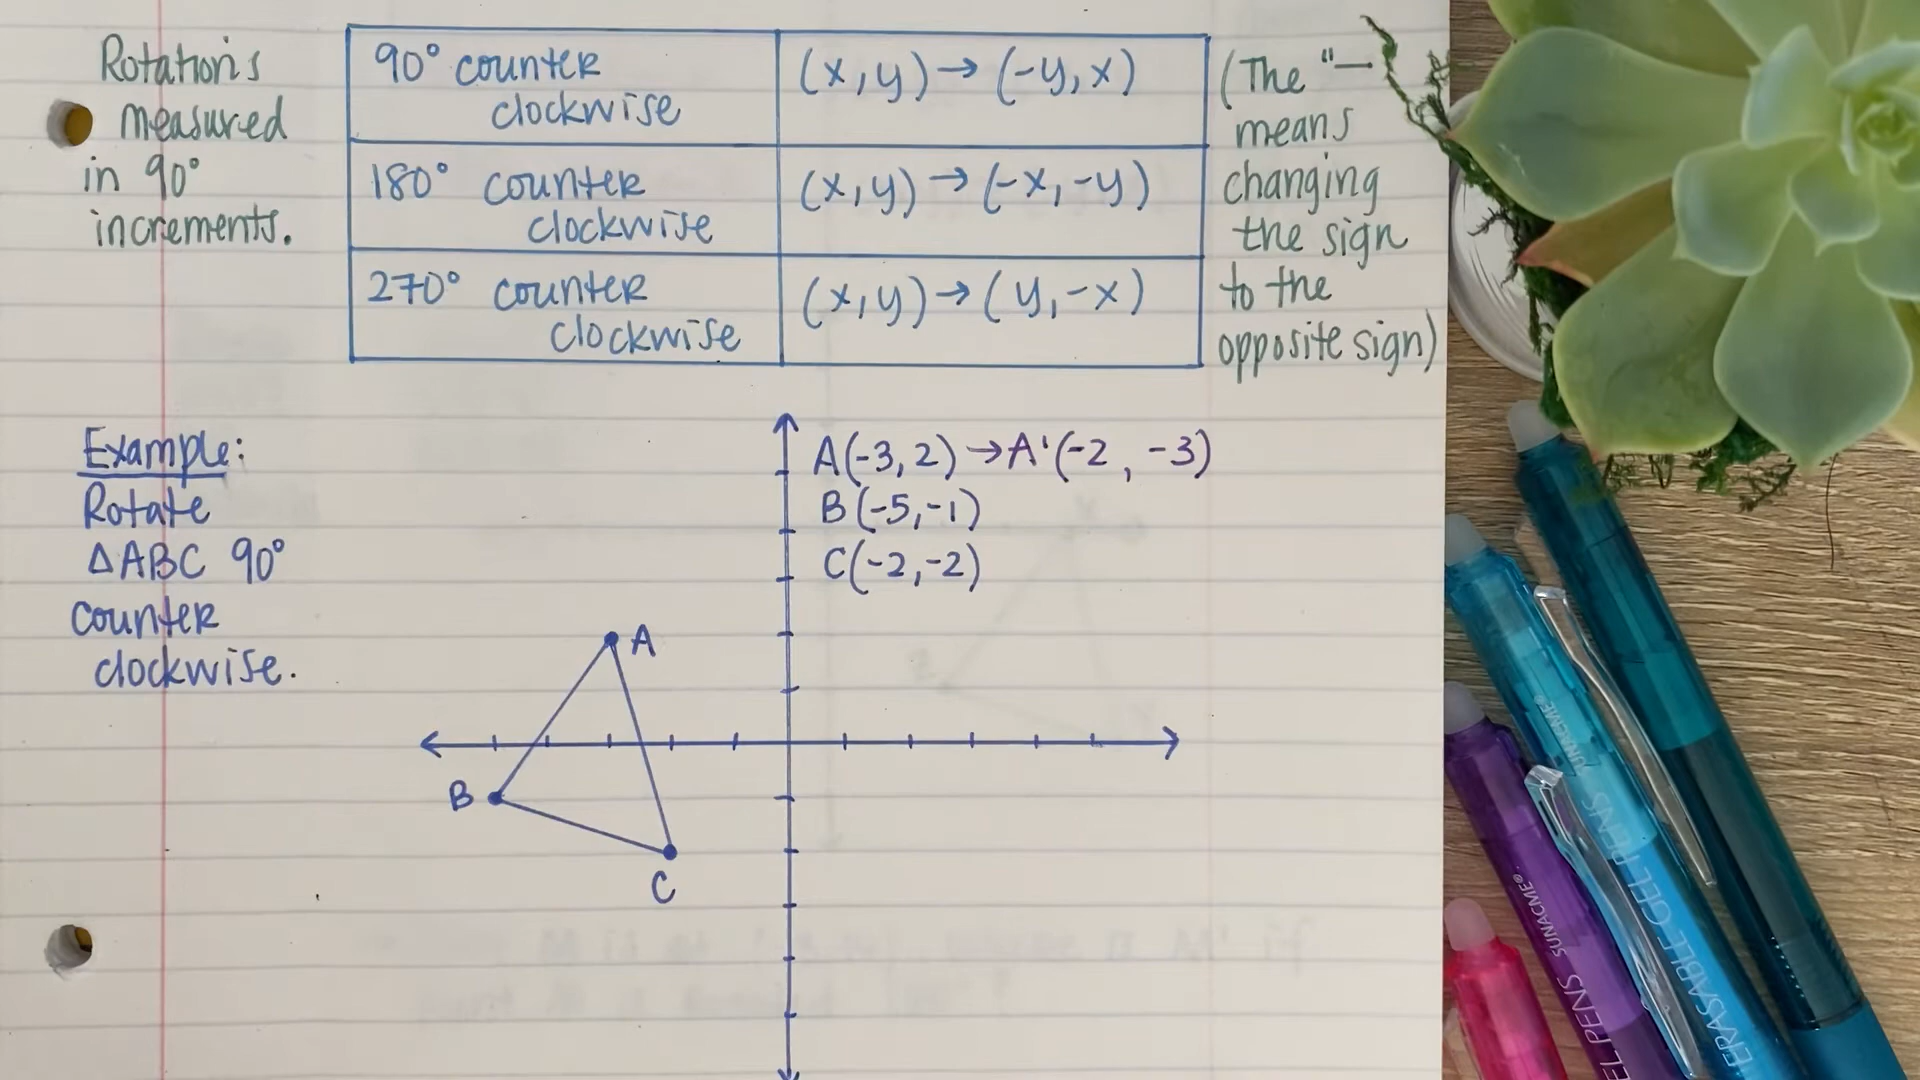 Rotation is
measured
in 90°
increments.
90° counter
clockwise
(x,y)→(-y,x)
180° counter
clockwise
(x,y)→(-x,-y)
270° counter
clockwise
(x,y)→(y,-x)
(The "—
means
changing
the sign
to the
opposite sign)
Example:
Rotate
ΔABC 90°
counter
clockwise.
A(-3,2)→A'(-2, -3)
B(-5,-1)
C(-2,-2)
A
B
C
SUNACME
ERASABLE GEL PENS
SUNACME®
EL PENS